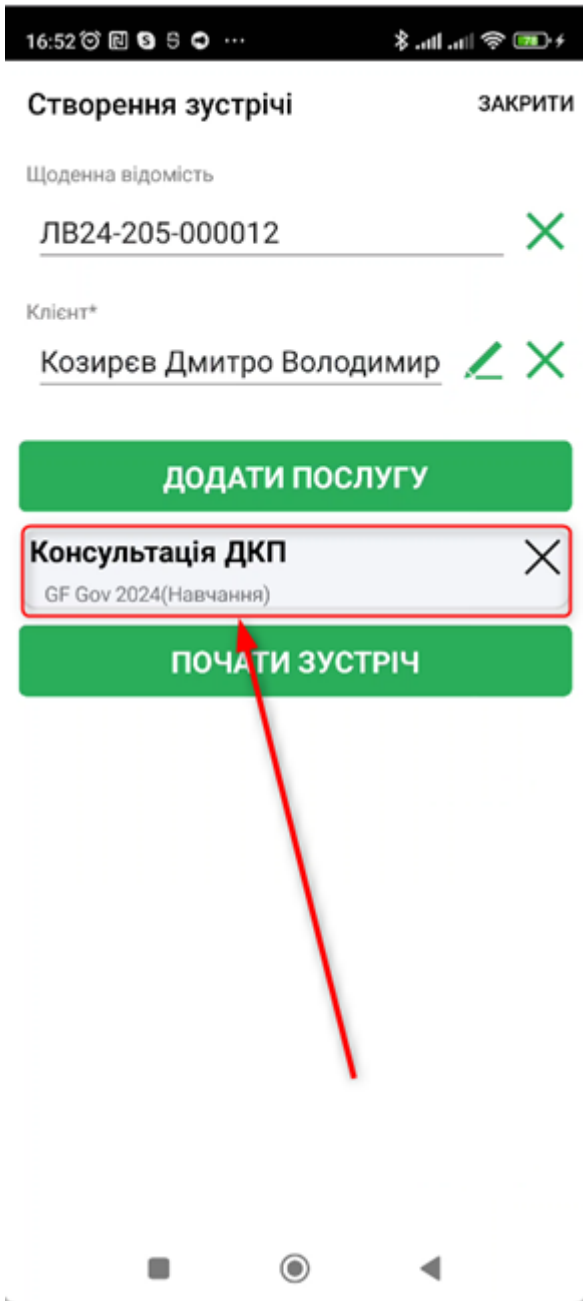 16:52
78
Створення зустрічі
ЗАКРИТИ
Щоденна відомість
ЛВ24-205-000012
Клієнт*
Козирєв Дмитро Володимир
ДОДАТИ ПОСЛУГУ
Консультація ДКП
GF Gov 2024(Навчання)
ПОЧАТИ ЗУСТРІЧ